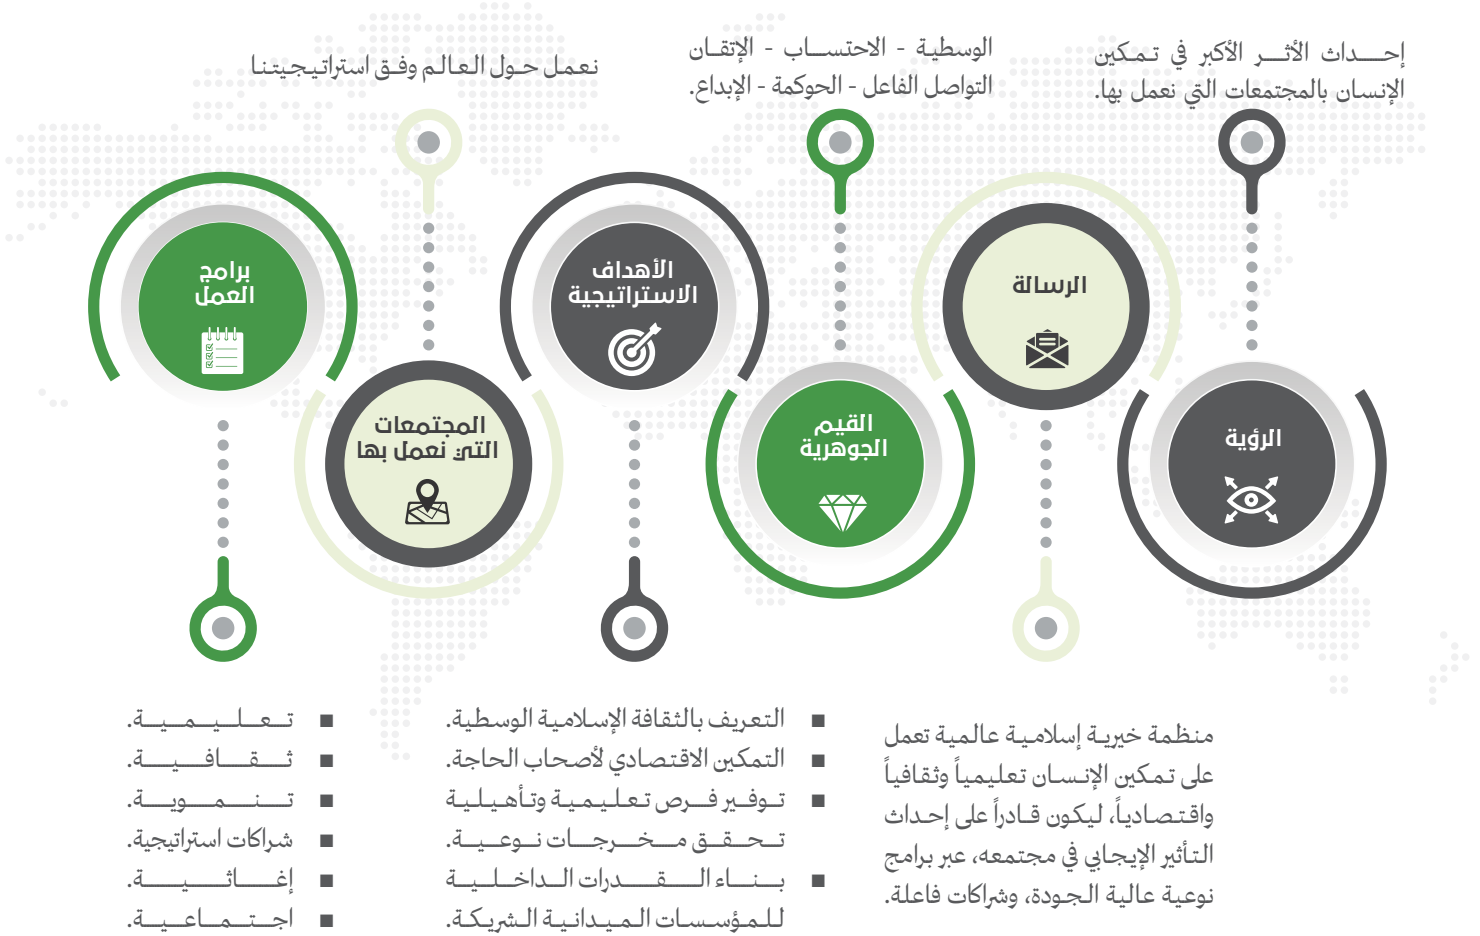 إحداث الأثر الأكبر في تمكين
الإنسان بالمجتمعات التي نعمل بها.
الوسطية - الاحتساب - الإتقان
التواصل الفاعل - الحوكمة - الإبداع.
نعمل حول العالم وفق استراتيجيتنا
الرؤية
الرسالة
القيم
الجوهرية
الأهداف
الاستراتيجية
المجتمعات
التي نعمل بها
برامج
العمل
منظمة خيرية إسلامية عالمية تعمل
على تمكين الإنسان تعليمياً وثقافياً
واقتصادياً، ليكون قادراً على إحداث
التأثير الإيجابي في مجتمعه، عبر برامج
نوعية عالية الجودة، وشراكات فاعلة.
■ التعريف بالثقافة الإسلامية الوسطية.
■ التمكين الاقتصادي لأصحاب الحاجة.
■ توفير فرص تعليمية وتأهيلية
تحقق مخرجات نوعية.
■ بناء القدرات الداخلية
للمؤسسات الميدانية الشريكة.
■ تعليمية.
■ ثقافية.
■ تنموية.
■ شراكات استراتيجية.
■ إغاثية.
■ اجتماعية.